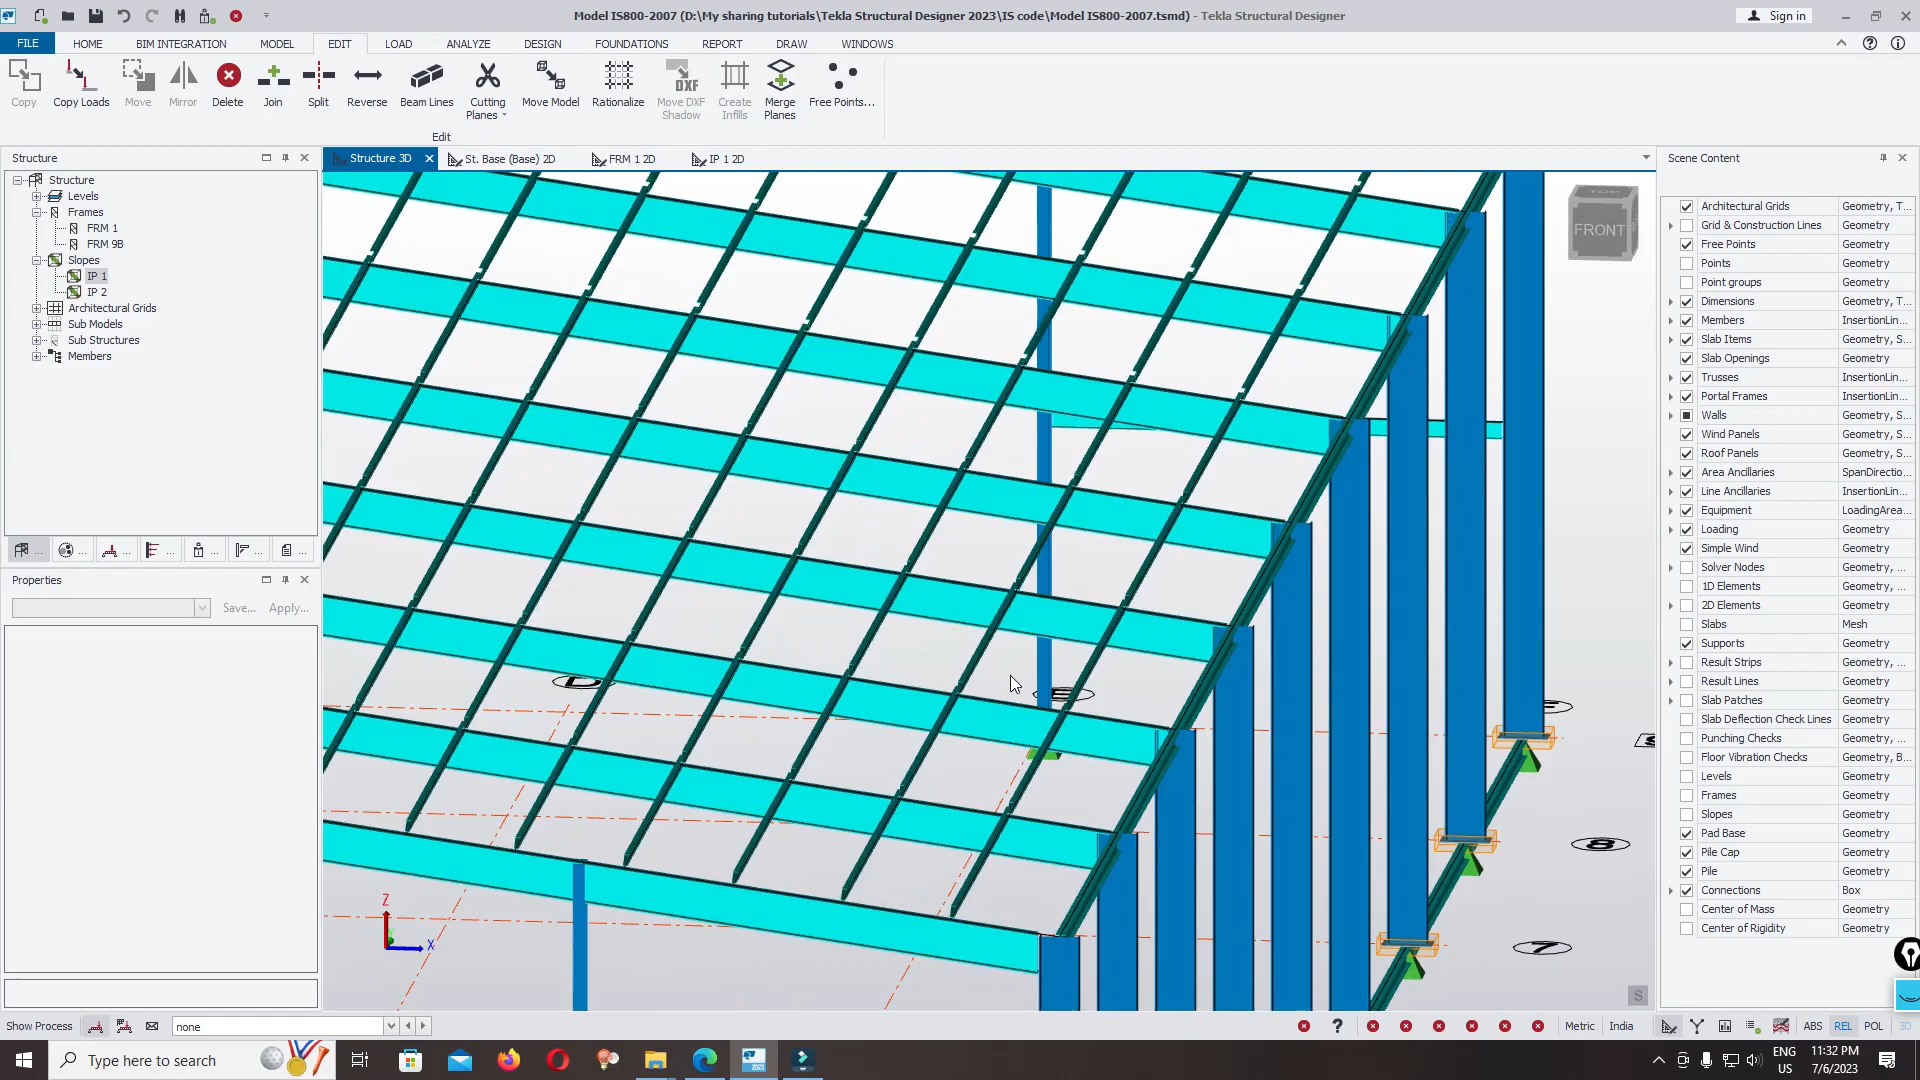 Model IS800-2007 (D:\My sharing tutorials\Tekla Structural Designer 2023\IS code\Model IS800-2007.tsmd) - Tekla Structural Designer
Sign in
FILE HOME BIM INTEGRATION MODEL EDIT LOAD ANALYZE DESIGN FOUNDATIONS REPORT DRAW WINDOWS
Copy Copy Loads Move Mirror Delete Join Split Reverse Beam Lines Cutting Planes Move Model Rationalize Move DXF Shadow Create Infills Merge Planes Free Points...
DXF
Edit
Structure
Structure 3D St. Base (Base) 2D FRM 1 2D IP 1 2D
Scene Content
Structure
Levels
Frames
FRM 1
FRM 9B
Slopes
IP 1
IP 2
Architectural Grids
Sub Models
Sub Structures
Members
... ... ... ... ... ... ...
Properties
Save... Apply...
TOP
FRONT
D
E
8
7
Z
X
S
Architectural Grids Geometry, T...
Grid & Construction Lines Geometry
Free Points Geometry
Points Geometry
Point groups Geometry
Dimensions Geometry, T...
Members InsertionLin...
Slab Items Geometry, S...
Slab Openings Geometry
Trusses InsertionLin...
Portal Frames InsertionLin...
Walls Geometry, S...
Wind Panels Geometry, S...
Roof Panels Geometry, S...
Area Ancillaries SpanDirectio...
Line Ancillaries InsertionLin...
Equipment LoadingArea...
Loading Geometry
Simple Wind Geometry
Solver Nodes Geometry, ...
1D Elements Geometry, ...
2D Elements Geometry
Slabs Mesh
Supports Geometry
Result Strips Geometry, ...
Result Lines Geometry, ...
Slab Patches Geometry
Slab Deflection Check Lines Geometry
Punching Checks Geometry, ...
Floor Vibration Checks Geometry, B...
Levels Geometry
Frames Geometry
Slopes Geometry
Pad Base Geometry
Pile Cap Geometry
Pile Geometry
Connections Box
Center of Mass Geometry
Center of Rigidity Geometry
Show Process none Metric India ABS REL POL 3D
Type here to search
2023
ENG US
11:32 PM
7/6/2023